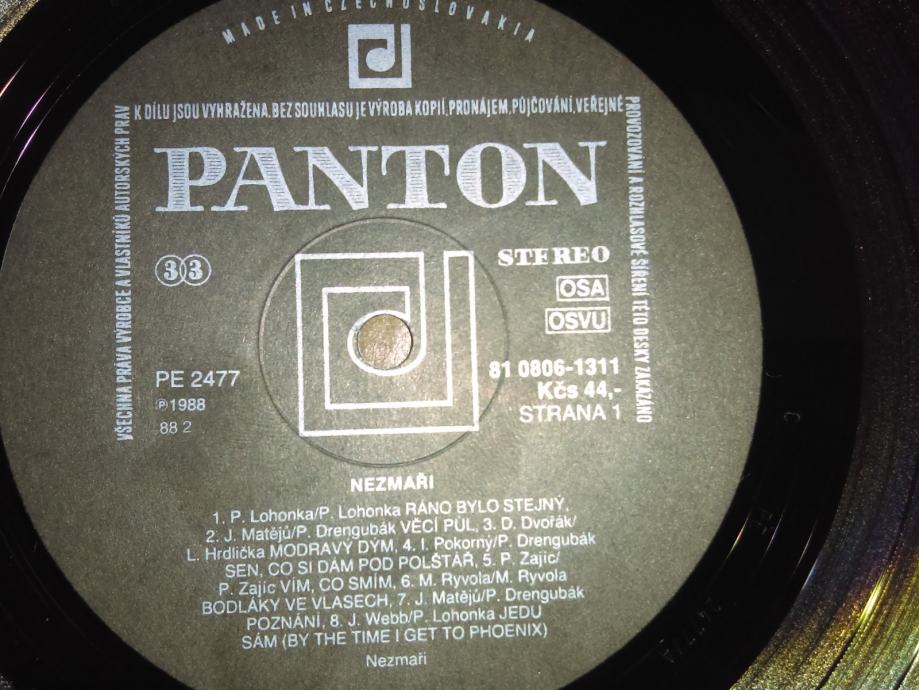 MADE IN CZECHOSLOVAKIA
VŠECHNA PRÁVA VÝROBCE A VLASTNÍKŮ AUTORSKÝCH PRÁV
K DÍLU JSOU VYHRAŽENA. BEZ SOUHLASU JE VÝROBA KOPIÍ, PRONÁJEM, PŮJČOVÁNÍ, VEŘEJNÉ
PROVOZOVÁNÍ A ROZHLASOVÉ ŠÍŘENÍ TÉTO DESKY ZAKÁZÁNO
PANTON
33
STEREO
OSA
OSVU
PE 2477
Ⓟ1988
88 2
81 0806-1311
Kčs 44,-
STRANA 1
NEZMAŘI
1. P. Lohonka/P. Lohonka RÁNO BYLO STEJNÝ,
2. J. Matějů/P. Drengubák VĚCÍ PŮL, 3. D. Dvořák/
L. Hrdlička MODRAVÝ DÝM, 4. I. Pokorný/P. Drengubák
SEN, CO SI DÁM POD POLŠTÁŘ, 5. P. Zajíc/
P. Zajíc VÍM, CO SMÍM, 6. M. Ryvola/M. Ryvola
BODLÁKY VE VLASECH, 7. J. Matějů/P. Drengubák
POZNÁNÍ, 8. J. Webb/P. Lohonka JEDU
SÁM (BY THE TIME I GET TO PHOENIX)
Nezmaři